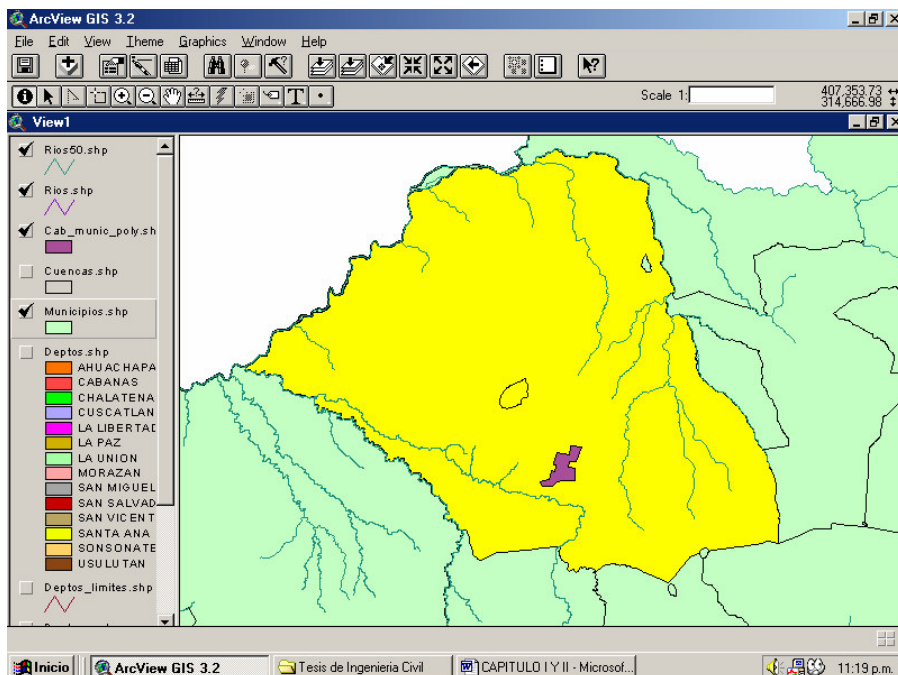 ArcView GIS 3.2
File Edit View Theme Graphics Window Help
Scale 1:
407,353.73
314,666.98
View1
Rios50.shp
Rios.shp
Cab_munic_poly.sh
Cuencas.shp
Municipios.shp
Deptos.shp
AHUACHAPA
CABANAS
CHALATENA
CUSCATLAN
LA LIBERTAD
LA PAZ
LA UNION
MORAZAN
SAN MIGUEL
SAN SALVAD
SAN VICENT
SANTA ANA
SONSONATE
USULUTAN
Deptos_limites.shp
Inicio
ArcView GIS 3.2
Tesis de Ingenieria Civil
CAPITULO I Y II - Microsof...
11:19 p.m.